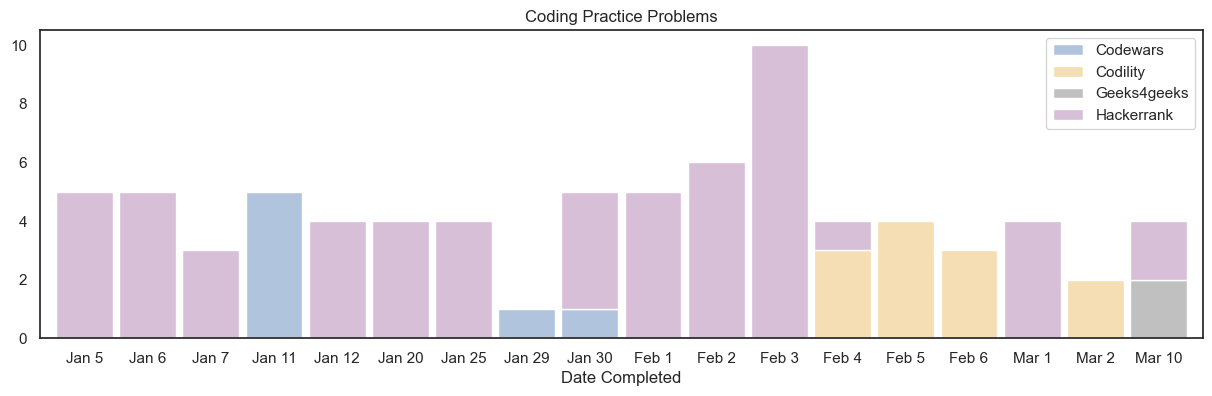 Coding Practice Problems
10
8
6
4
2
0
Codewars
Codility
Geeks4geeks
Hackerrank
Jan 5 Jan 6 Jan 7 Jan 11 Jan 12 Jan 20 Jan 25 Jan 29 Jan 30 Feb 1 Feb 2 Feb 3 Feb 4 Feb 5 Feb 6 Mar 1 Mar 2 Mar 10
Date Completed